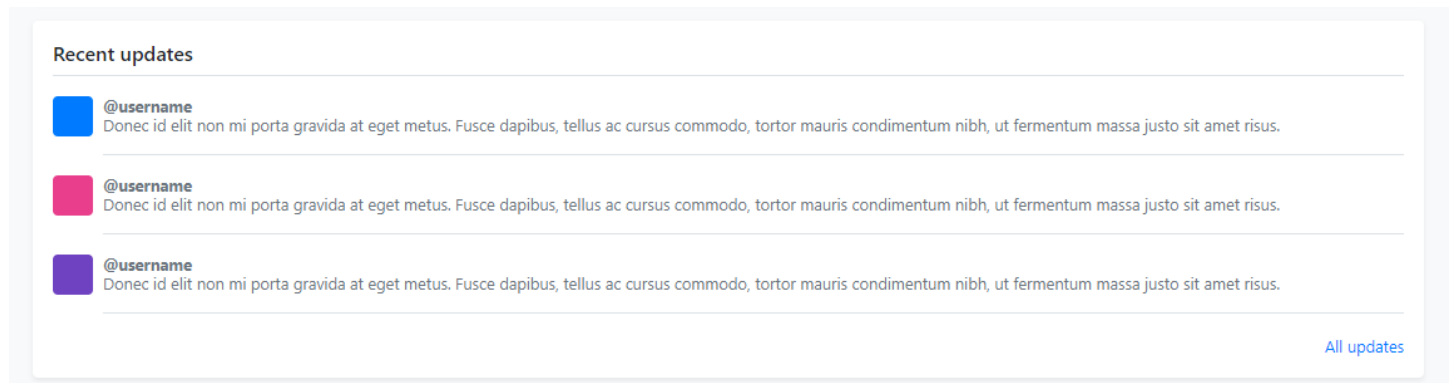 Recent updates
@username
Donec id elit non mi porta gravida at eget metus. Fusce dapibus, tellus ac cursus commodo, tortor mauris condimentum nibh, ut fermentum massa justo sit amet risus.
@username
Donec id elit non mi porta gravida at eget metus. Fusce dapibus, tellus ac cursus commodo, tortor mauris condimentum nibh, ut fermentum massa justo sit amet risus.
@username
Donec id elit non mi porta gravida at eget metus. Fusce dapibus, tellus ac cursus commodo, tortor mauris condimentum nibh, ut fermentum massa justo sit amet risus.
All updates